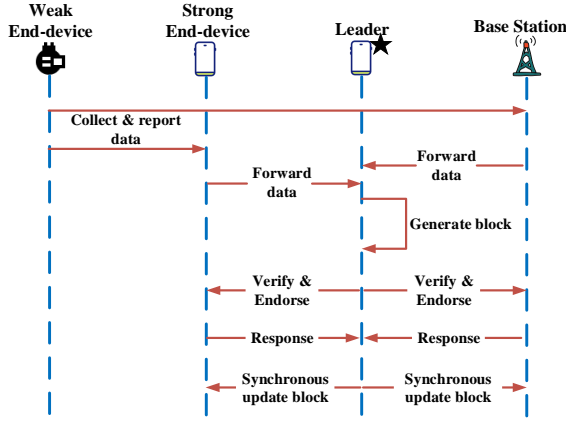 Weak
End-device
Strong
End-device
Leader
Base Station
Collect & report
data
Forward
data
Forward
data
Generate block
Verify &
Endorse
Verify &
Endorse
Response
Response
Synchronous
update block
Synchronous
update block